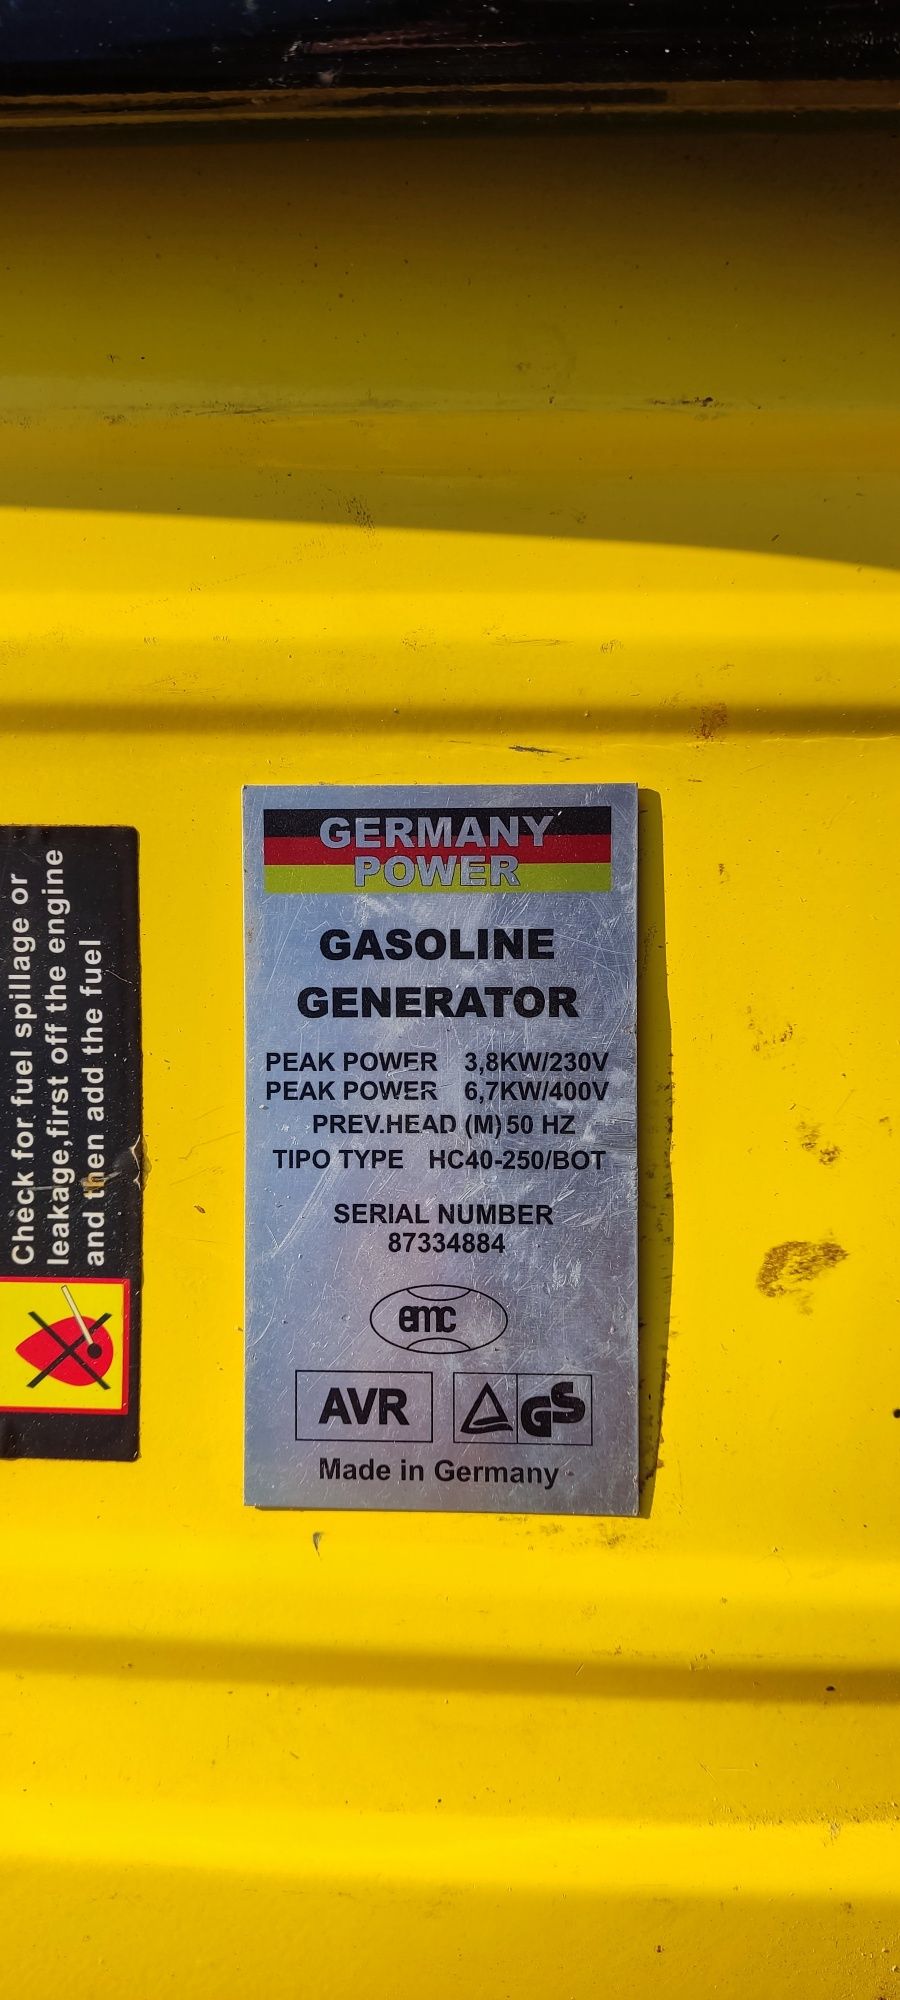 GERMANY
POWER
GASOLINE
GENERATOR
PEAK POWER 3,8KW/230V
PEAK POWER 6,7KW/400V
PREV.HEAD (M) 50 HZ
TIPO TYPE HC40-250/BOT
SERIAL NUMBER
87334884
emc
AVR
GS
Made in Germany
Check for fuel spillage or
leakage,first off the engine
and then add the fuel